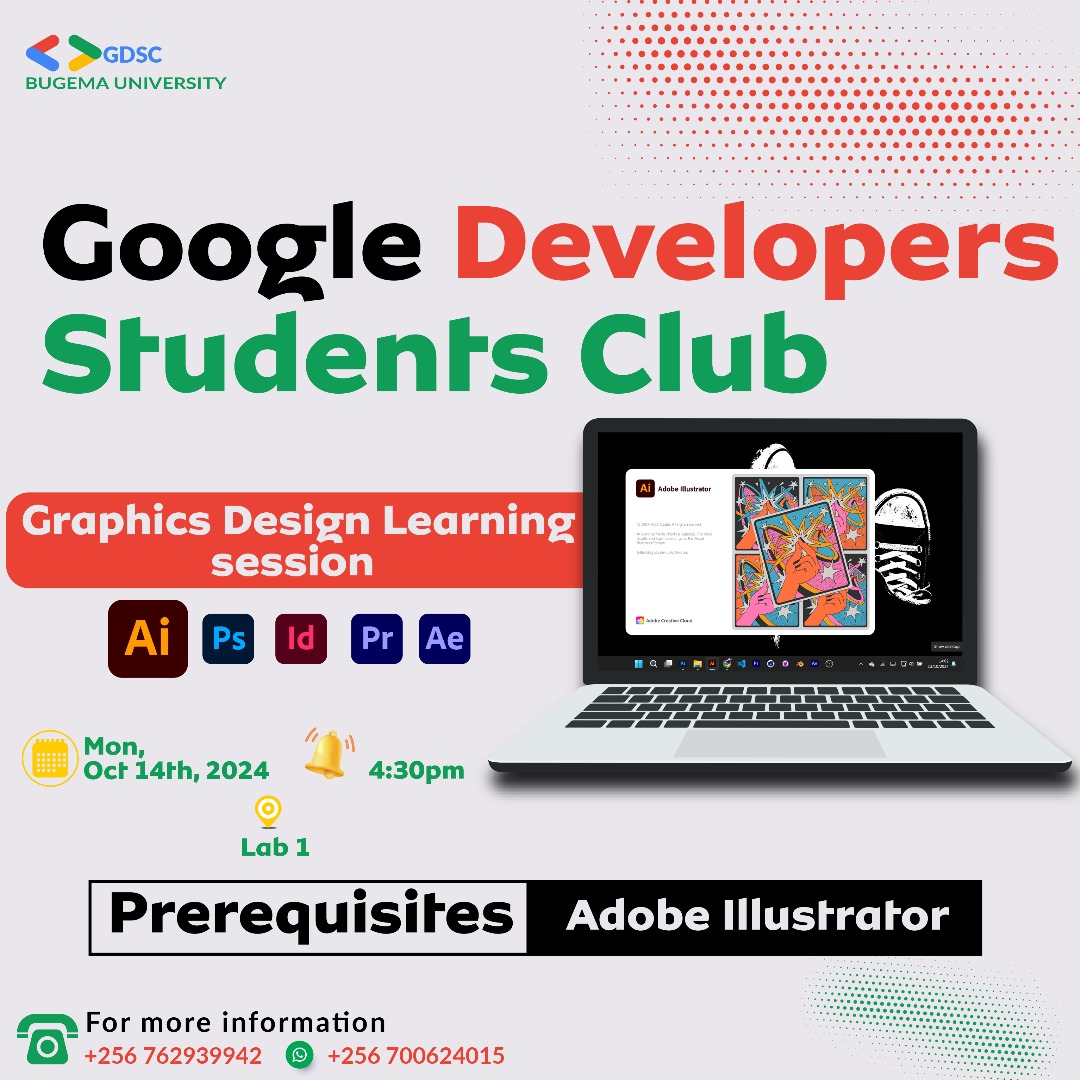 GDSC
BUGEMA UNIVERSITY
Google Developers
Students Club
Graphics Design Learning
session
Ai Adobe Illustrator
Adobe Creative Cloud
Ai Ps Id Pr Ae
Mon,
Oct 14th, 2024
4:30pm
Lab 1
Prerequisites Adobe Illustrator
For more information
+256 762939942 +256 700624015